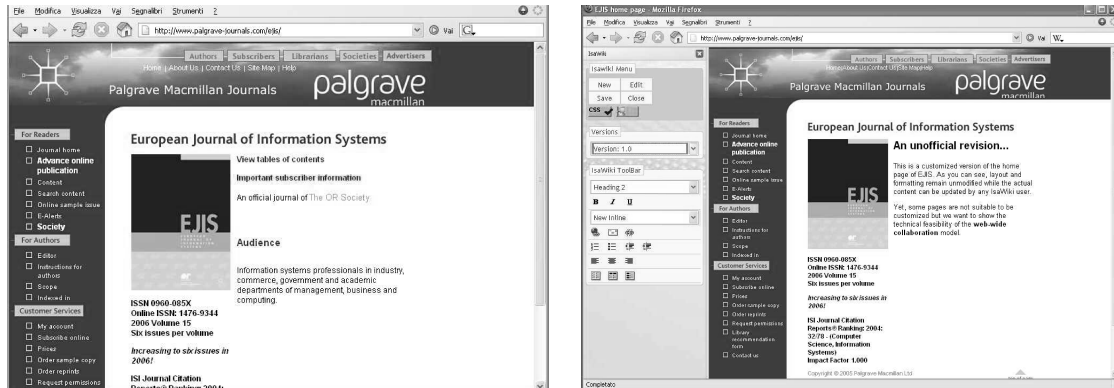 File Modifica Visualizza Vai Segnalibri Strumenti ?
http://www.palgrave-journals.com/ejis/
Vai
Authors Subscribers Librarians Societies Advertisers
Home | About Us | Contact Us | Site Map | Help
Palgrave Macmillan Journals
palgrave
macmillan
For Readers
Journal home
Advance online
publication
Content
Search content
Online sample issue
E-Alerts
Society
For Authors
Editor
Instructions for
authors
Scope
Indexed in
Customer Services
My account
Subscribe online
Prices
Order sample copy
Order reprints
Request permissions
European Journal of Information Systems
EJIS
View tables of contents
Important subscriber information
An official journal of The OR Society
Audience
Information systems professionals in industry,
commerce, government and academic
departments of management, business and
computing.
ISSN 0960-085X
Online ISSN: 1476-9344
2006 Volume 15
Six issues per volume
Increasing to six issues in
2006!
ISI Journal Citation
Reports® Ranking: 2004:
EJIS home page - Mozilla Firefox
File Modifica Visualizza Vai Segnalibri Strumenti ?
http://www.palgrave-journals.com/ejis/
Vai
IsaWiki
IsaWiki Menu
New Edit
Save Close
CSS
Versions
Version: 1.0
IsaWiki ToolBar
Heading 2
B I U
New Inline
Authors Subscribers Librarians Societies Advertisers
Home|About Us|Contact Us|Site Map|Help
Palgrave Macmillan Journals
palgrave
macmillan
For Readers
Journal home
Advance online
publication
Content
Search content
Online sample issue
E-Alerts
Society
For Authors
Editor
Instructions for
authors
Scope
Indexed in
Customer Services
My account
Subscribe online
Prices
Order sample copy
Order reprints
Request permissions
Library
recommendation
form
Contact us
European Journal of Information Systems
EJIS
An unofficial revision...
This is a customized version of the home
page of EJIS. As you can see, layout and
formatting remain unmodified while the actual
content can be updated by any IsaWiki user.
Yet, some pages are not suitable to be
customized but we want to show the
technical feasibility of the web-wide
collaboration model.
ISSN 0960-085X
Online ISSN: 1476-9344
2006 Volume 15
Six issues per volume
Increasing to six issues in
2006!
ISI Journal Citation
Reports® Ranking: 2004:
32/78 - (Computer
Science, Information
Systems)
Impact Factor 1.000
Copyright © 2005 Palgrave Macmillan Ltd
Completato